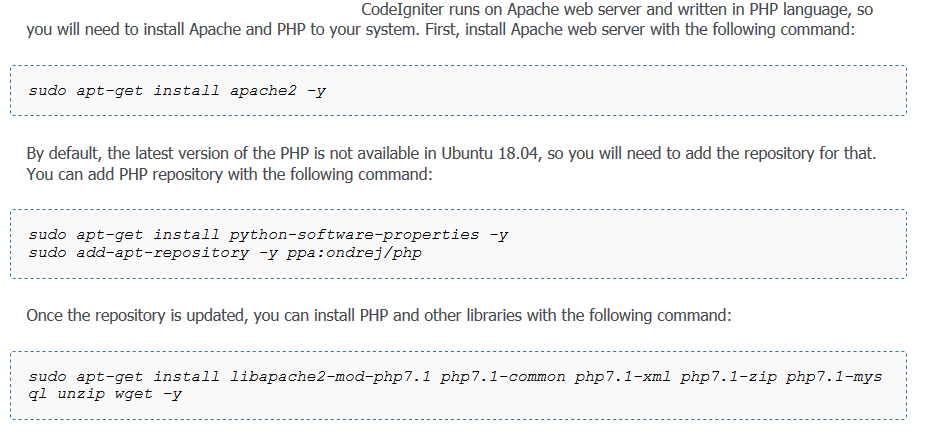 CodeIgniter runs on Apache web server and written in PHP language, so
you will need to install Apache and PHP to your system. First, install Apache web server with the following command:
sudo apt-get install apache2 -y
By default, the latest version of the PHP is not available in Ubuntu 18.04, so you will need to add the repository for that.
You can add PHP repository with the following command:
sudo apt-get install python-software-properties -y
sudo add-apt-repository -y ppa:ondrej/php
Once the repository is updated, you can install PHP and other libraries with the following command:
sudo apt-get install libapache2-mod-php7.1 php7.1-common php7.1-xml php7.1-zip php7.1-mys
ql unzip wget -y